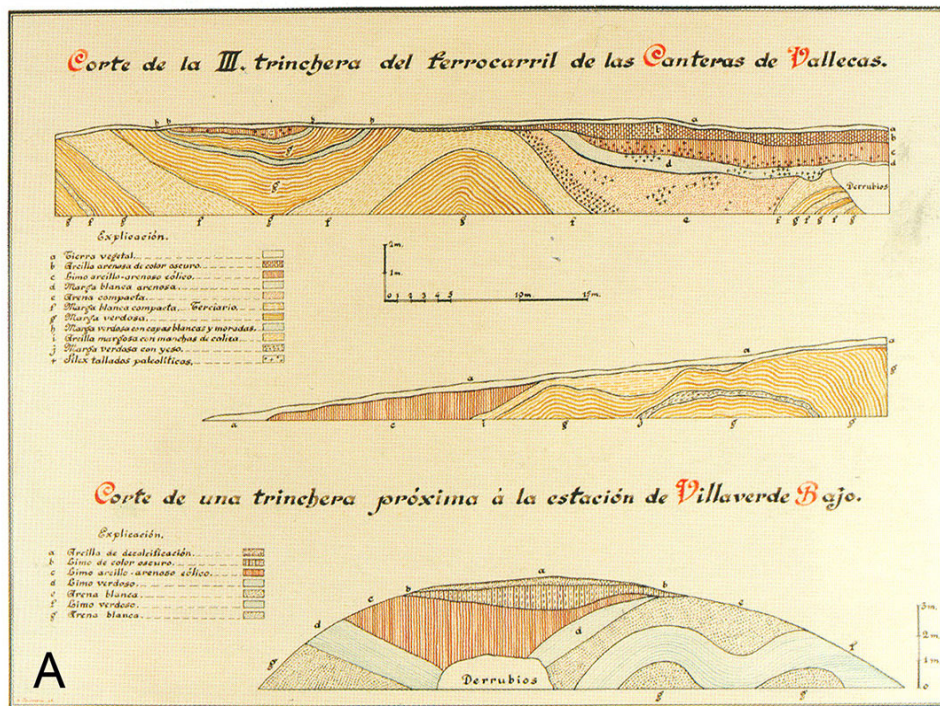 Corte de la III. trinchera del ferrocarril de las Canteras de Vallecas.
b b b b b a
a
b
c
d
g
g
d
Derrubios
g f g f g f g f e f g f g f g
Explicación.
a Tierra vegetal
b Arcilla arenosa de color oscuro
c Limo arcillo-arenoso eólico
d Marga blanca arenosa
e Arena compacta
f Marga blanca compacta. Terciario
g Marga verdosa
h Marga verdosa con capas blancas y moradas.
i Arcilla margosa con manchas de caliza
j Marga verdosa con yeso
+ Sílex tallados paleolíticos
2m.
1m.
0 1 2 3 4 5 10m 15m.
a a a
g
a c i g j g g
Corte de una trinchera próxima á la estación de Villaverde Bajo.
Explicación.
a Arcilla de decalcificación
b Limo de color oscuro
c Limo arcillo-arenoso eólico
d Limo verdoso
e Arena blanca
f Limo verdoso
g Arena blanca
a
b b
c e
d d f
g
Derrubios
g g
3m.
2m
1m
0
A